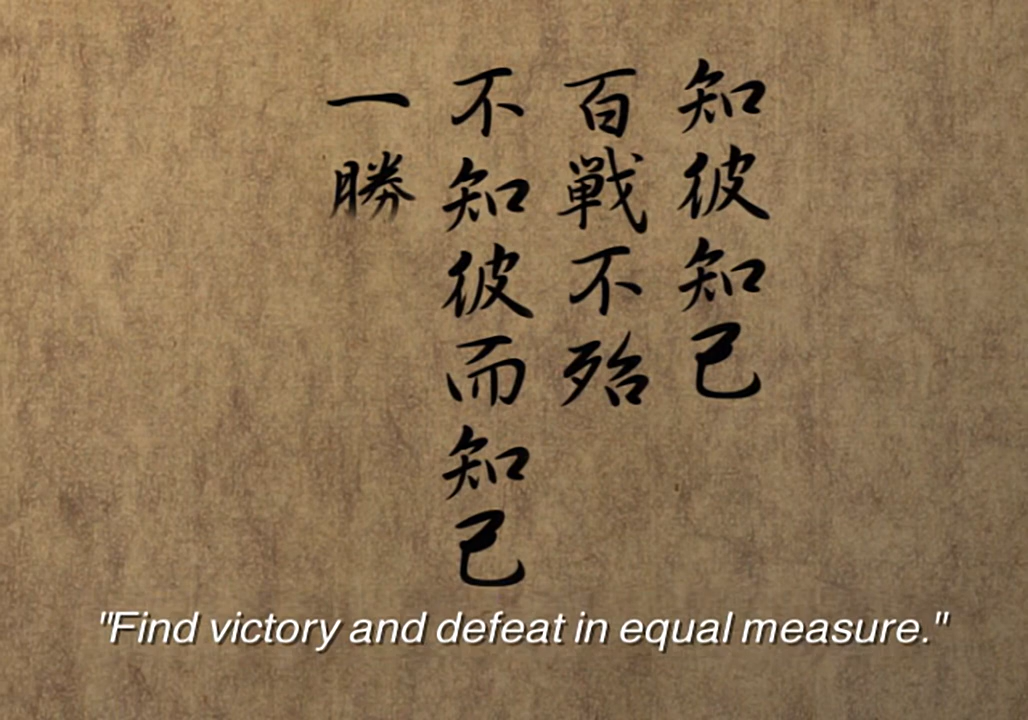 知彼知己
百戦不殆
不知彼而知己
一勝
"Find victory and defeat in equal measure."